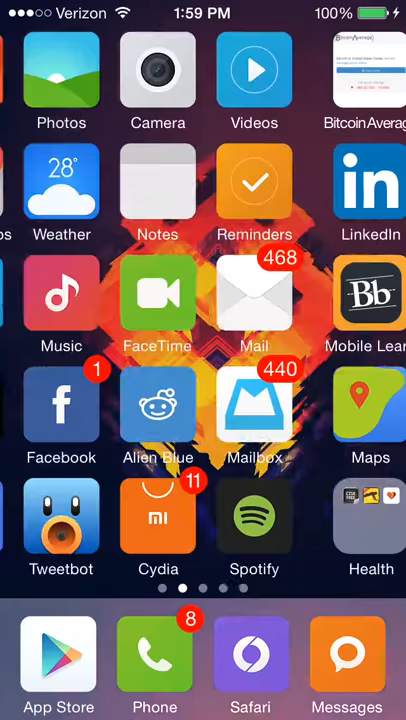 Verizon 1:59 PM 100%
BitcoinAverage
Photos Camera Videos BitcoinAverag
28°
os Weather Notes Reminders LinkedIn
in
468
Bb
Music FaceTime Mail Mobile Lear
1 440
f
Facebook Alien Blue Mailbox Maps
11
mi
Tweetbot Cydia Spotify Health
8
App Store Phone Safari Messages